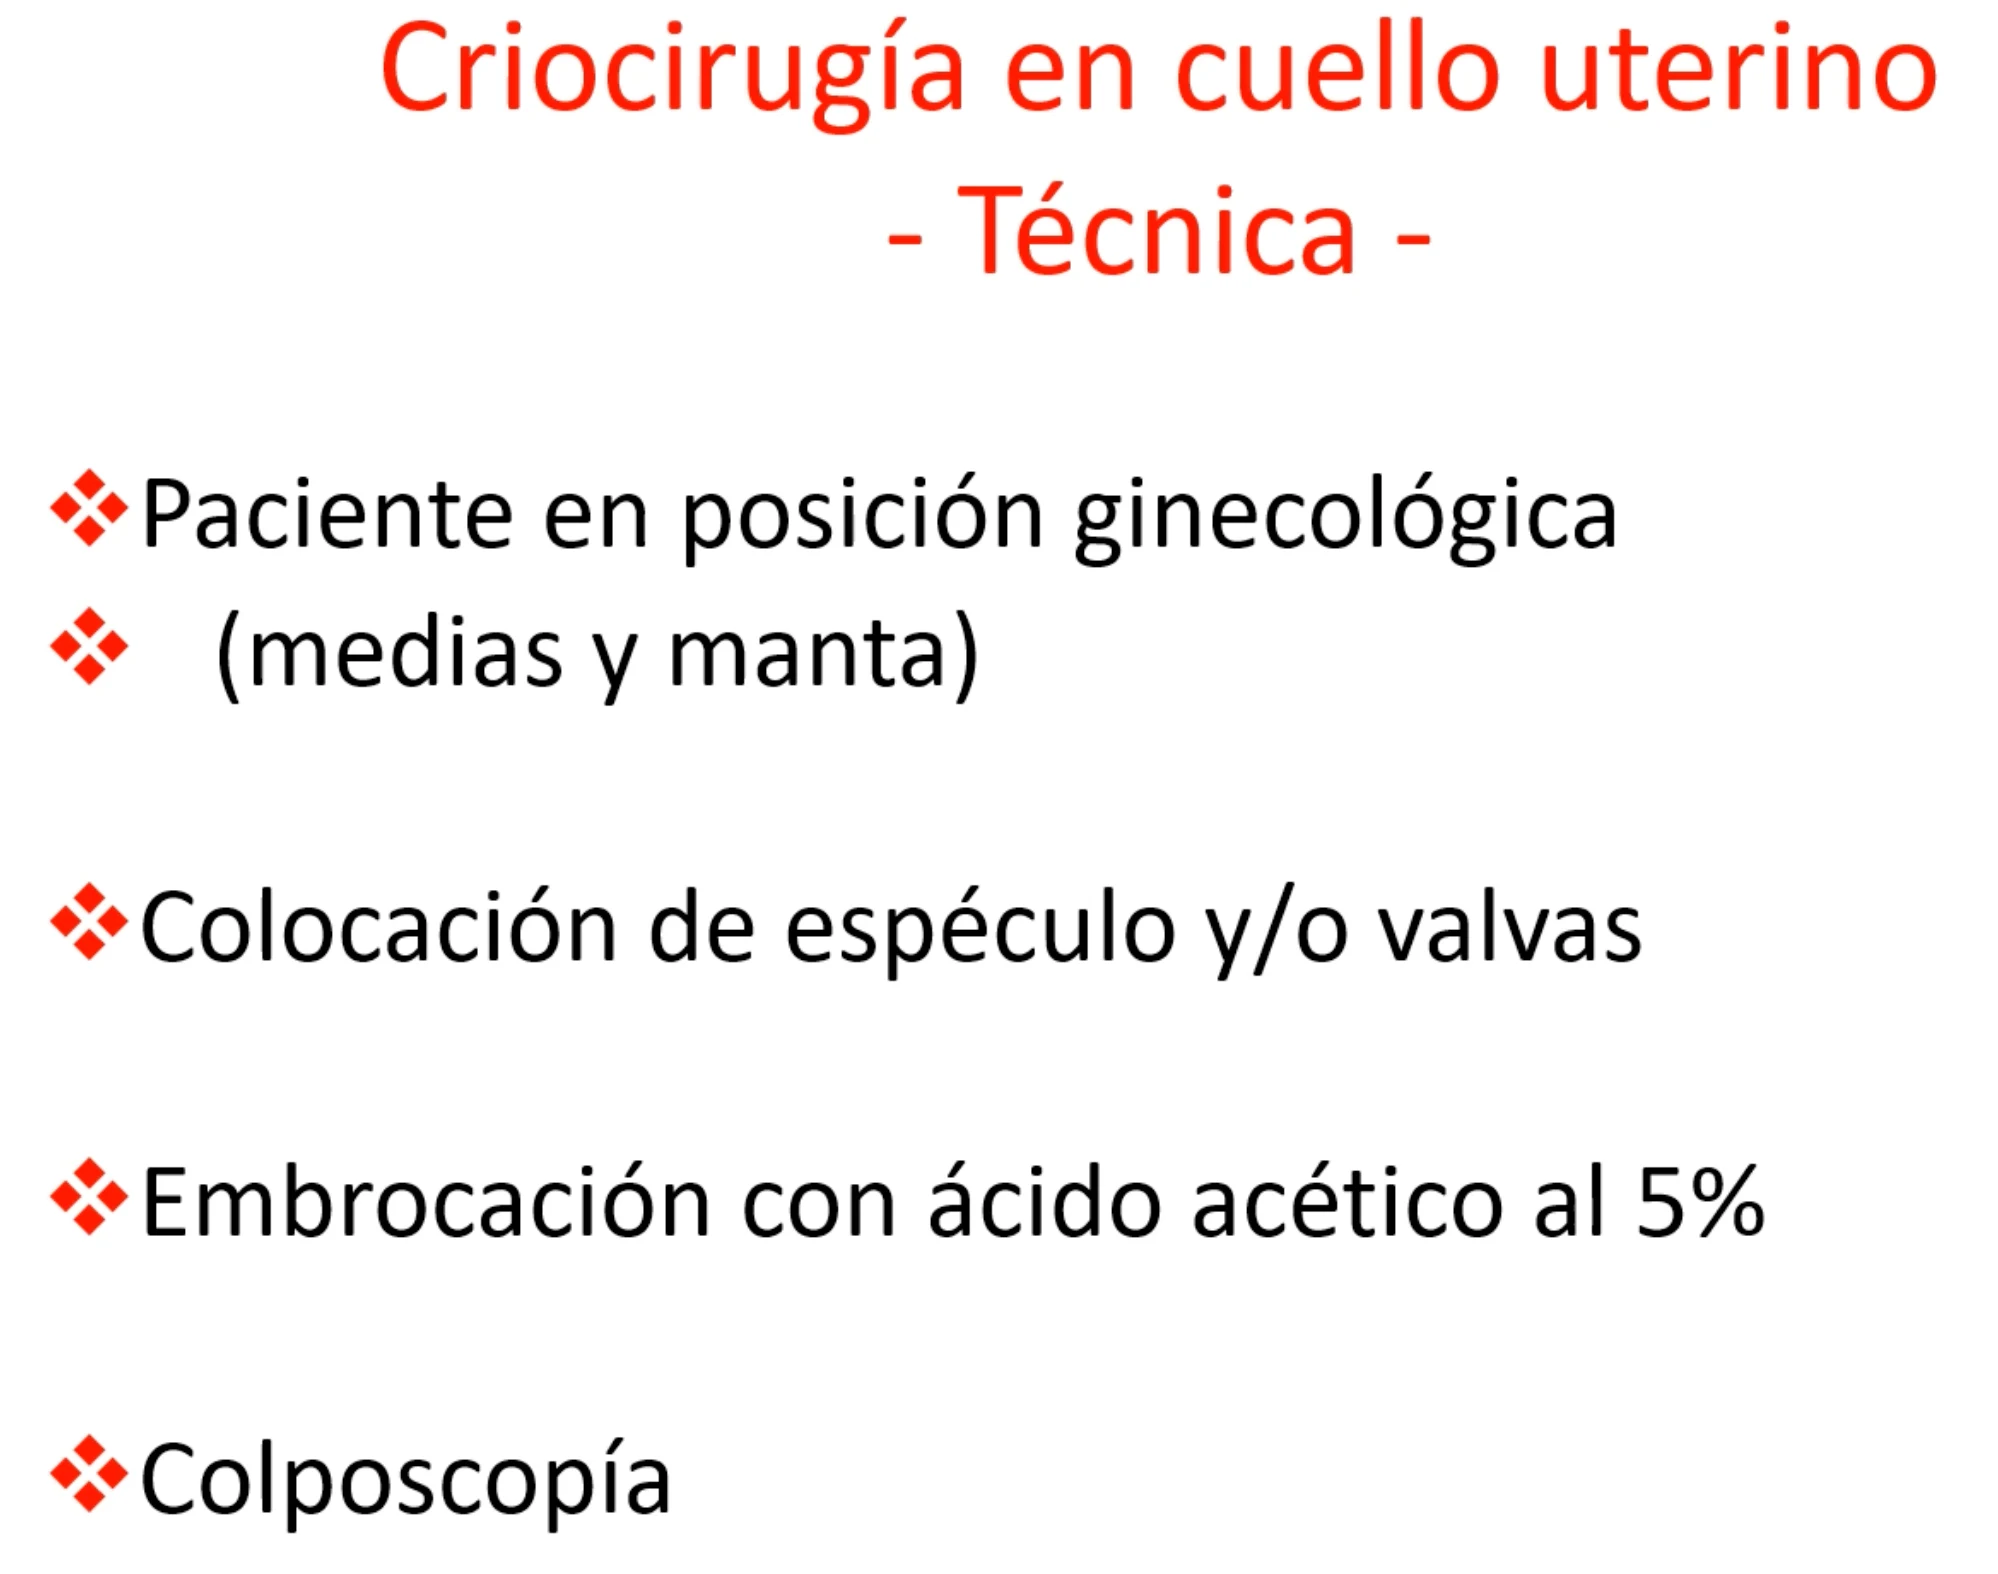 Criocirugía en cuello uterino
- Técnica -
❖Paciente en posición ginecológica
❖ (medias y manta)
❖Colocación de espéculo y/o valvas
❖Embrocación con ácido acético al 5%
❖Colposcopía